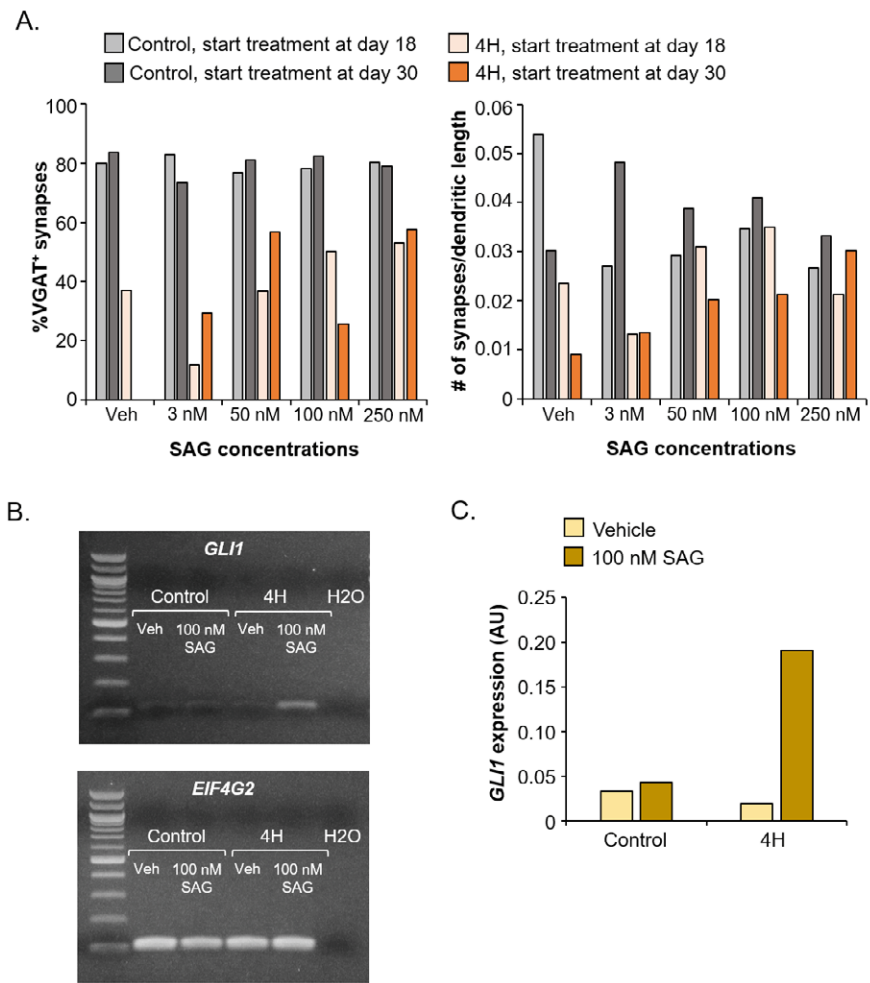 A.
Control, start treatment at day 18
4H, start treatment at day 18
Control, start treatment at day 30
4H, start treatment at day 30
%VGAT+ synapses
100
80
60
40
20
0
Veh 3 nM 50 nM 100 nM 250 nM
SAG concentrations
# of synapses/dendritic length
0.06
0.05
0.04
0.03
0.02
0.01
0
Veh 3 nM 50 nM 100 nM 250 nM
SAG concentrations
B.
GLI1
Control 4H H2O
Veh 100 nM SAG Veh 100 nM SAG
EIF4G2
Control 4H H2O
Veh 100 nM SAG Veh 100 nM SAG
C.
Vehicle
100 nM SAG
GLI1 expression (AU)
0.25
0.20
0.15
0.10
0.05
0
Control 4H